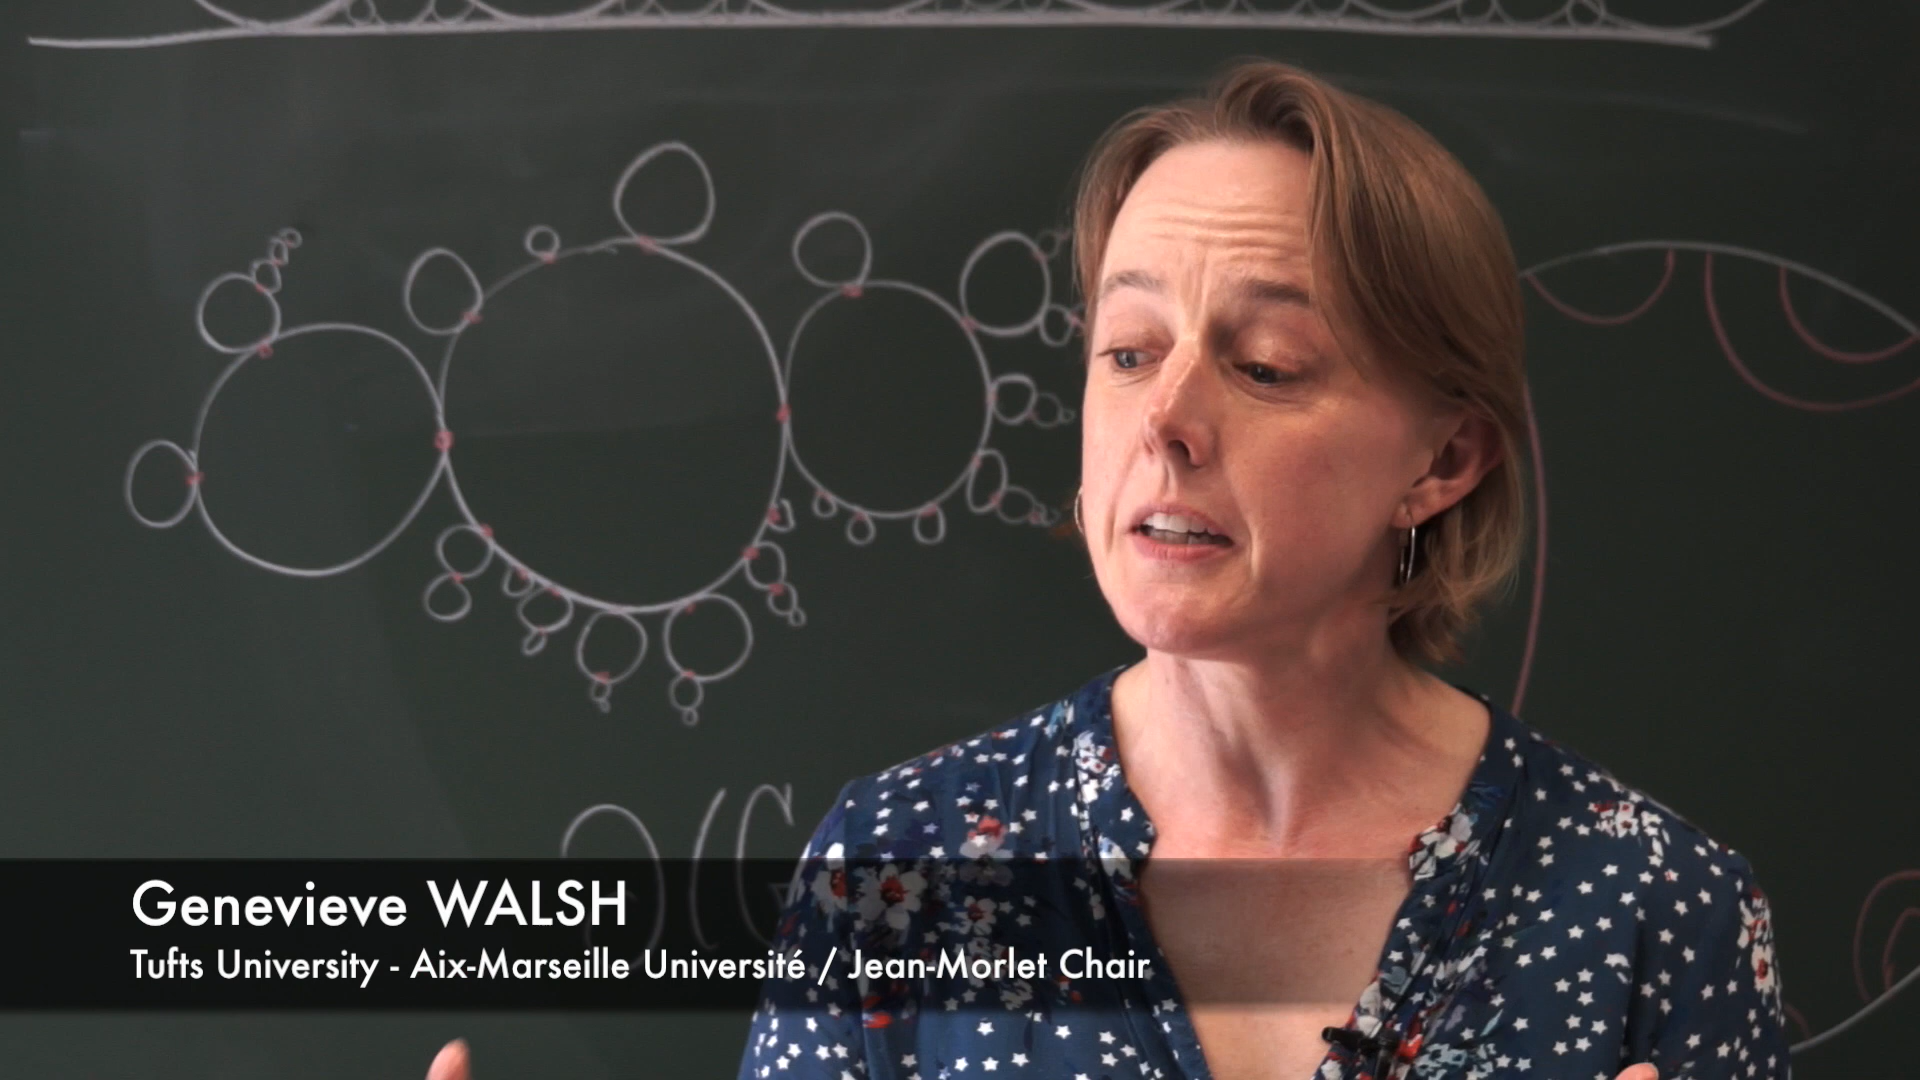 ∂(G
Genevieve WALSH
Tufts University - Aix-Marseille Université / Jean-Morlet Chair